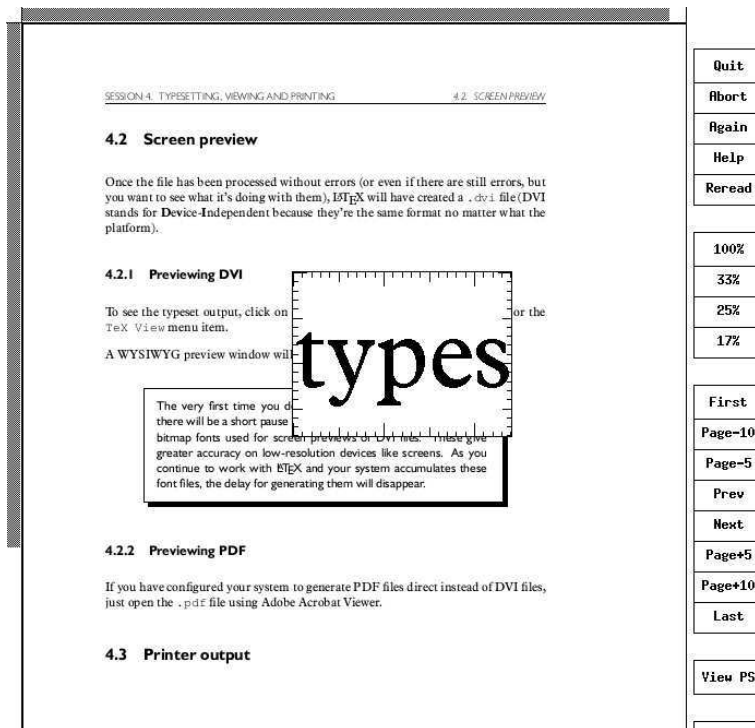 SESSION 4. TYPESETTING, VIEWING AND PRINTING 4.2. SCREEN PREVIEW
4.2 Screen preview
Once the file has been processed without errors (or even if there are still errors, but
you want to see what it's doing with them), LATEX will have created a .dvi file (DVI
stands for Device-Independent because they're the same format no matter what the
platform).
4.2.1 Previewing DVI
To see the typeset output, click on or the
TeX View menu item.
A WYSIWYG preview window wil
types
The very first time you d
there will be a short pause
bitmap fonts used for screen previews of DVI files. These give
greater accuracy on low-resolution devices like screens. As you
continue to work with LATEX and your system accumulates these
font files, the delay for generating them will disappear.
4.2.2 Previewing PDF
If you have configured your system to generate PDF files direct instead of DVI files,
just open the .pdf file using Adobe Acrobat Viewer.
4.3 Printer output
Quit
Abort
Again
Help
Reread
100%
33%
25%
17%
First
Page-10
Page-5
Prev
Next
Page+5
Page+10
Last
View PS